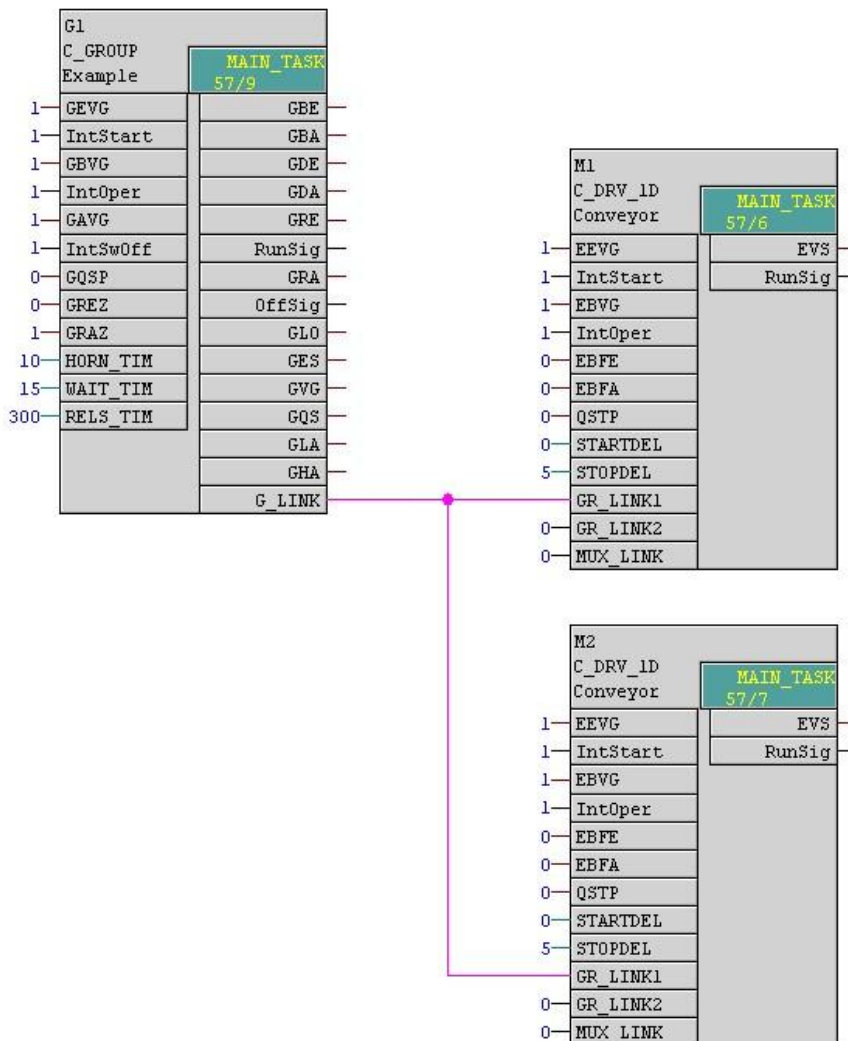 G1
C_GROUP
Example
MAIN_TASK
57/9
1 GEVG GBE
1 IntStart GBA
1 GBVG GDE
1 IntOper GDA
1 GAVG GRE
1 IntSwOff RunSig
0 GQSP GRA
0 GREZ OffSig
1 GRAZ GLO
10 HORN_TIM GES
15 WAIT_TIM GVG
300 RELS_TIM GQS
GLA
GHA
G_LINK
M1
C_DRV_1D
Conveyor
MAIN_TASK
57/6
1 EEVG EVS
1 IntStart RunSig
1 EBVG
1 IntOper
0 EBFE
0 EBFA
0 QSTP
0 STARTDEL
5 STOPDEL
GR_LINK1
0 GR_LINK2
0 MUX_LINK
M2
C_DRV_1D
Conveyor
MAIN_TASK
57/7
1 EEVG EVS
1 IntStart RunSig
1 EBVG
1 IntOper
0 EBFE
0 EBFA
0 QSTP
0 STARTDEL
5 STOPDEL
GR_LINK1
0 GR_LINK2
0 MUX_LINK